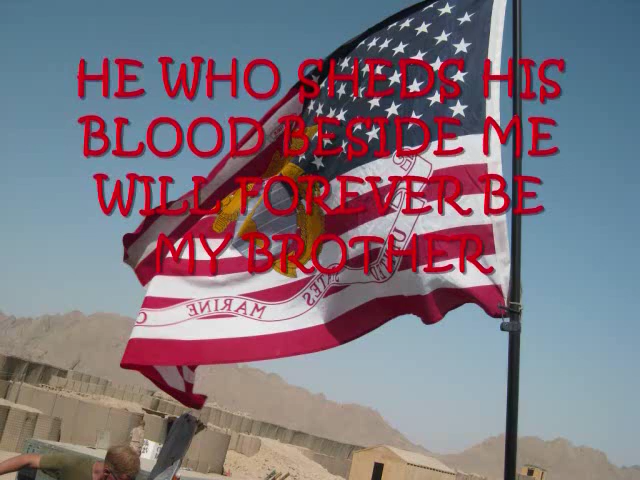 HE WHO SHEDS HIS
BLOOD BESIDE ME
WILL FOREVER BE
MY BROTHER
MARINE